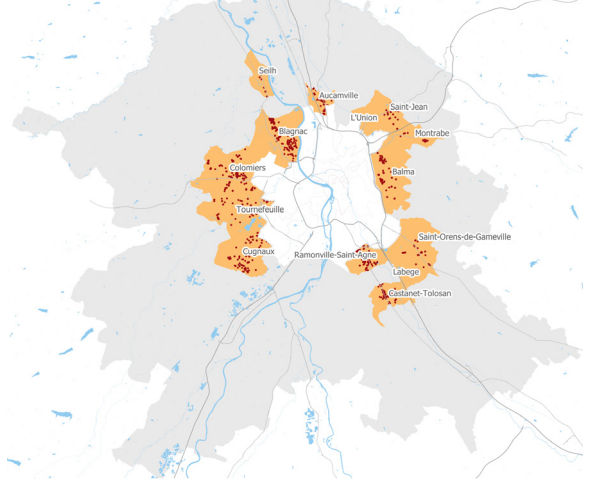 Seilh
Aucamville
Saint-Jean
L'Union
Blagnac
Montrabe
Colomiers
Balma
Tournefeuille
Saint-Orens-de-Gameville
Cugnaux
Ramonville-Saint-Agne
Labege
Castanet-Tolosan